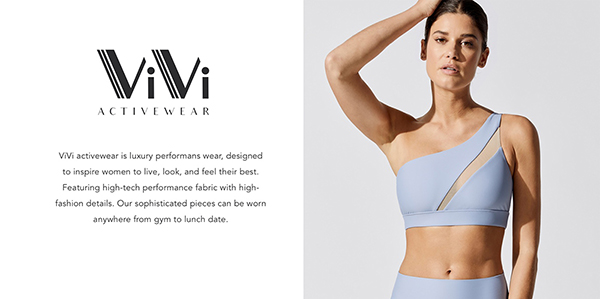 ViVi
ACTIVEWEAR
ViVi activewear is luxury performans wear, designed
to inspire women to live, look, and feel their best.
Featuring high-tech performance fabric with high-
fashion details. Our sophisticated pieces can be worn
anywhere from gym to lunch date.